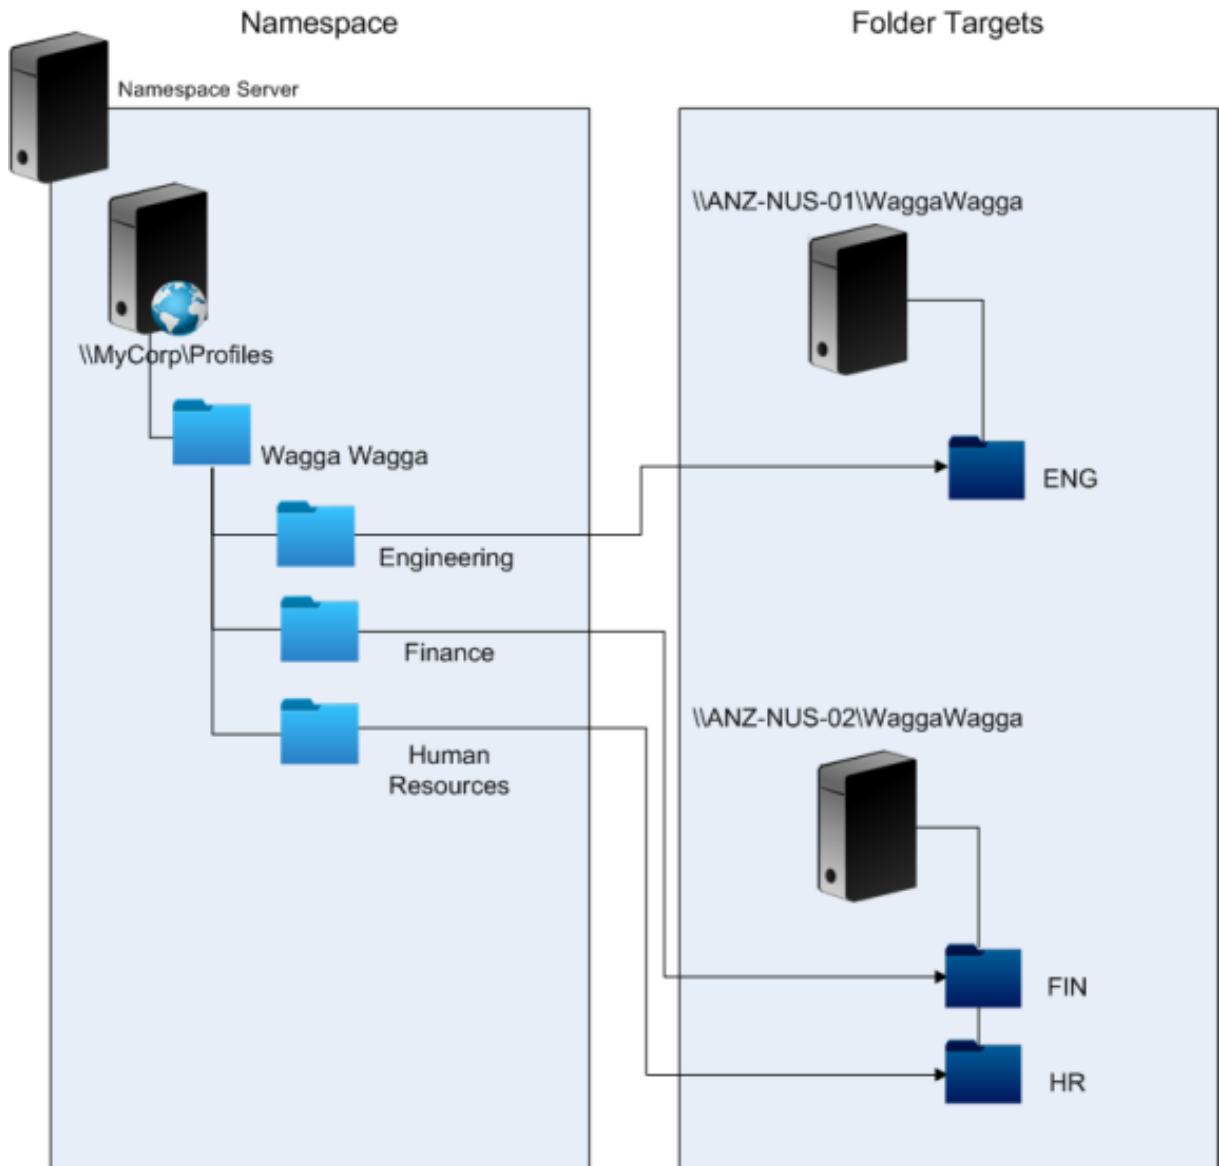 Namespace
Folder Targets
Namespace Server
\\MyCorp\Profiles
Wagga Wagga
Engineering
Finance
Human
Resources
\\ANZ-NUS-01\WaggaWagga
ENG
\\ANZ-NUS-02\WaggaWagga
FIN
HR